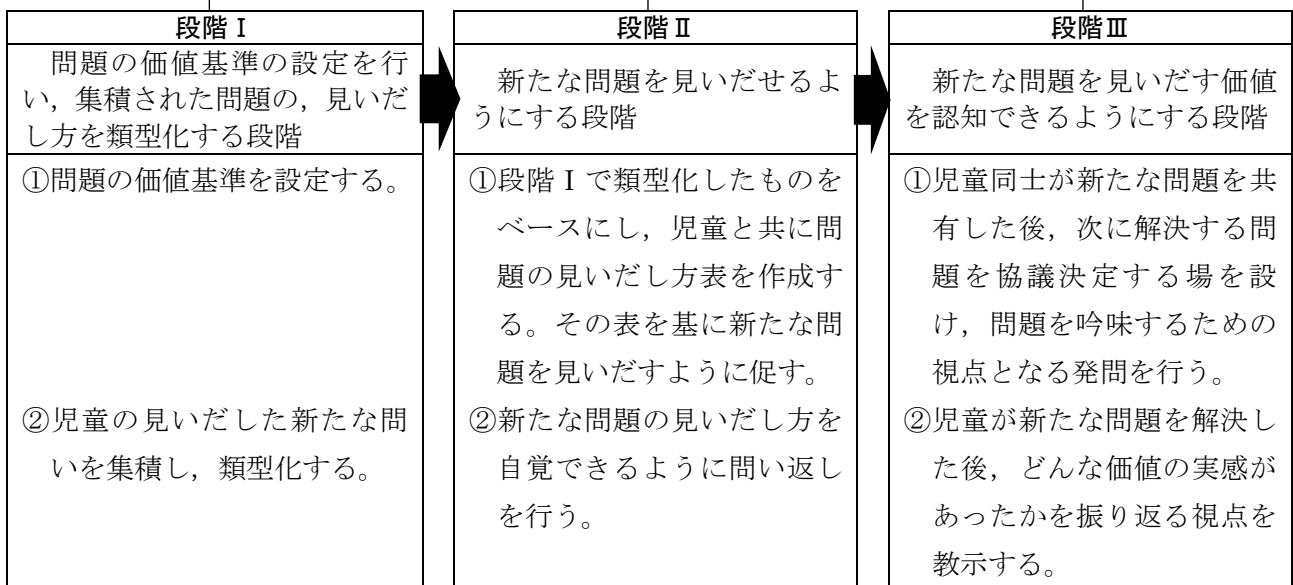 段階Ⅰ
問題の価値基準の設定を行
い，集積された問題の，見いだ
し方を類型化する段階
①問題の価値基準を設定する。
②児童の見いだした新たな問
いを集積し，類型化する。
段階Ⅱ
新たな問題を見いだせるよ
うにする段階
①段階Ⅰで類型化したものを
ベースにし，児童と共に問
題の見いだし方表を作成す
る。その表を基に新たな問
題を見いだすように促す。
②新たな問題の見いだし方を
自覚できるように問い返し
を行う。
段階Ⅲ
新たな問題を見いだす価値
を認知できるようにする段階
①児童同士が新たな問題を共
有した後，次に解決する問
題を協議決定する場を設
け，問題を吟味するための
視点となる発問を行う。
②児童が新たな問題を解決し
た後，どんな価値の実感が
あったかを振り返る視点を
教示する。